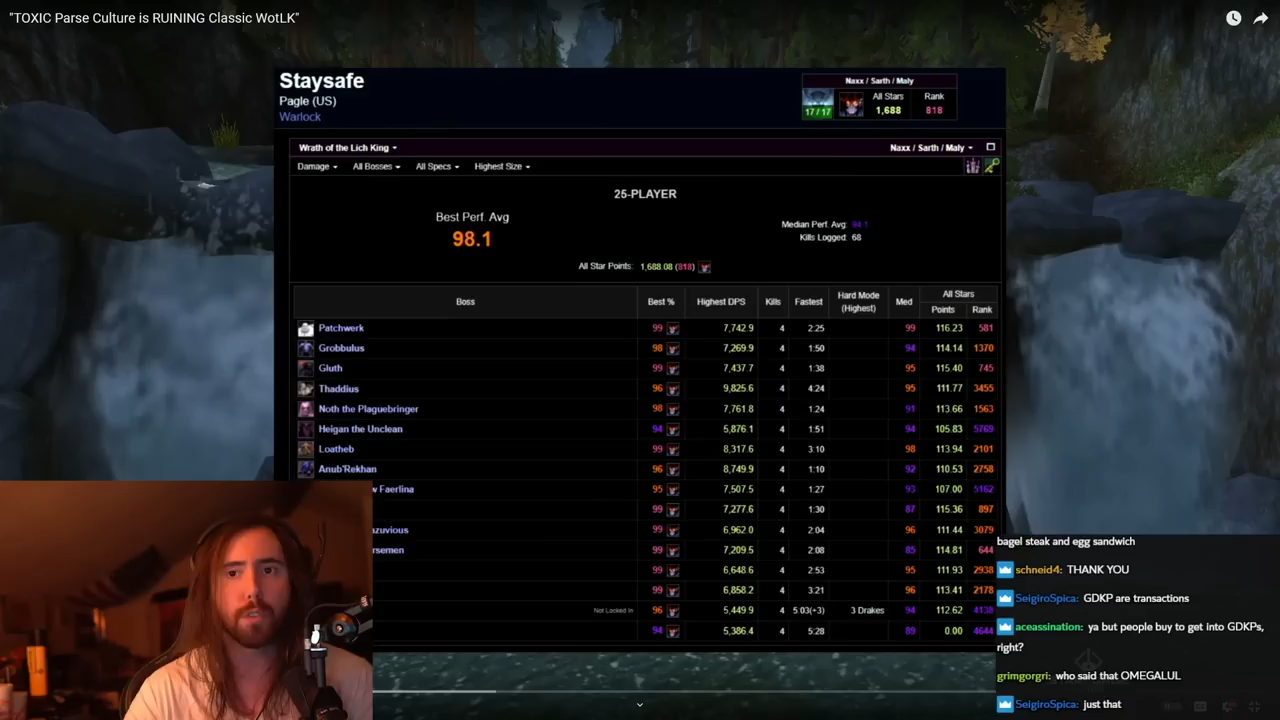 "TOXIC Parse Culture is RUINING Classic WotLK"
Staysafe
Pagle (US)
Warlock
Naxx / Sarth / Maly
17/17
All Stars
1,688
Rank
818
Wrath of the Lich King
Naxx / Sarth / Maly
Damage All Bosses All Specs Highest Size
25-PLAYER
Best Perf. Avg
98.1
Median Perf. Avg: 94.1
Kills Logged: 68
All Star Points: 1,688.08 (818)
Boss Best % Highest DPS Kills Fastest Hard Mode (Highest) Med All Stars Points Rank
Patchwerk 99 7,742.9 4 2:25 99 116.23 581
Grobbulus 98 7,269.9 4 1:50 94 114.14 1370
Gluth 99 7,437.7 4 1:38 95 115.40 745
Thaddius 96 9,825.6 4 4:24 95 111.77 3455
Noth the Plaguebringer 98 7,761.8 4 1:24 91 113.66 1563
Heigan the Unclean 94 5,876.1 4 1:51 94 105.83 5769
Loatheb 99 8,317.6 4 3:10 98 113.94 2101
Anub'Rekhan 96 8,749.9 4 1:10 92 110.53 2758
w Faerlina 95 7,507.5 4 1:27 93 107.00 5162
99 7,277.6 4 1:30 87 115.36 897
azuvious 99 6,962.0 4 2:04 96 111.44 3079
rsemen 99 7,209.5 4 2:08 85 114.81 644
99 6,648.6 4 2:53 95 111.93 2938
99 6,858.2 4 3:21 96 113.41 2178
Not Locked In 96 5,449.9 4 5:03(+3) 3 Drakes 94 112.62 4138
94 5,386.4 4 5:28 89 0.00 4644
bagel steak and egg sandwich
schneid4: THANK YOU
SeigiroSpica: GDKP are transactions
aceassination: ya but people buy to get into GDKPs,
right?
grimgorgri: who said that OMEGALUL
SeigiroSpica: just that